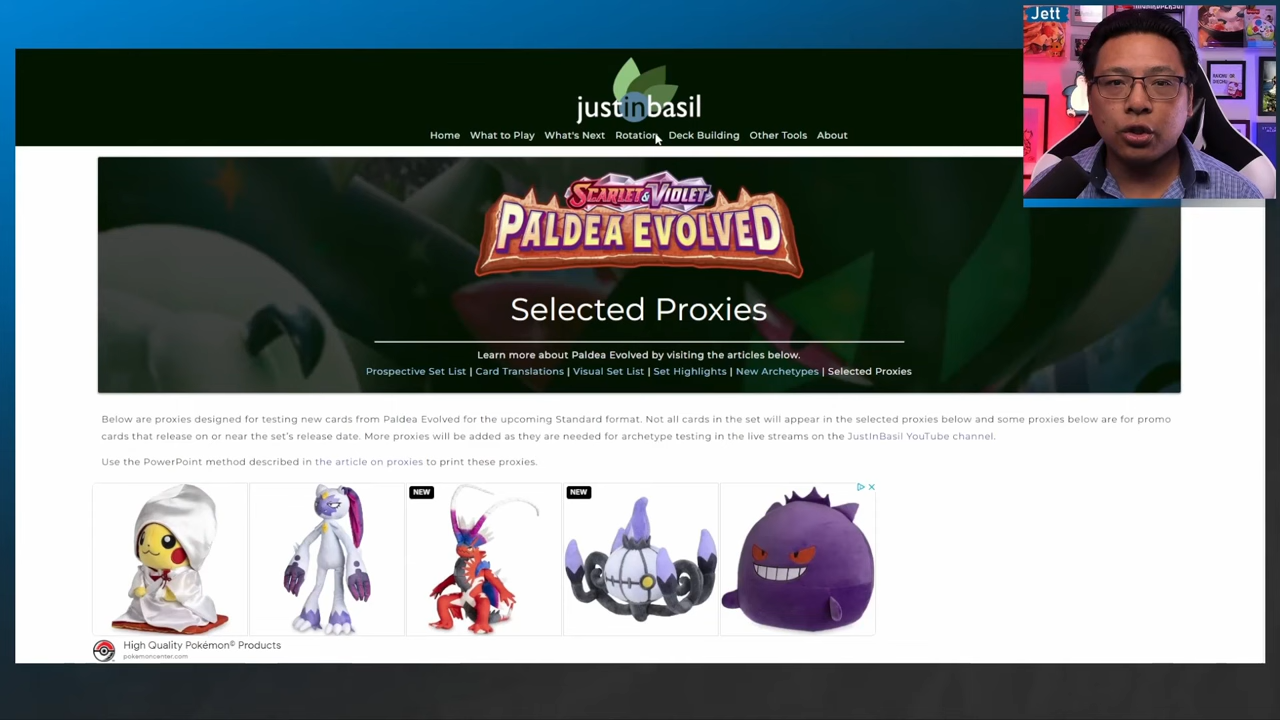 Jett
justinbasil
Home What to Play What's Next Rotation Deck Building Other Tools About
SCARLET & VIOLET
PALDEA EVOLVED
Selected Proxies
Learn more about Paldea Evolved by visiting the articles below.
Prospective Set List | Card Translations | Visual Set List | Set Highlights | New Archetypes | Selected Proxies
Below are proxies designed for testing new cards from Paldea Evolved for the upcoming Standard format. Not all cards in the set will appear in the selected proxies below and some proxies below are for promo
cards that release on or near the set's release date. More proxies will be added as they are needed for archetype testing in the live streams on the JustInBasil YouTube channel.
Use the PowerPoint method described in the article on proxies to print these proxies.
NEW
NEW
High Quality Pokémon® Products
pokemoncenter.com